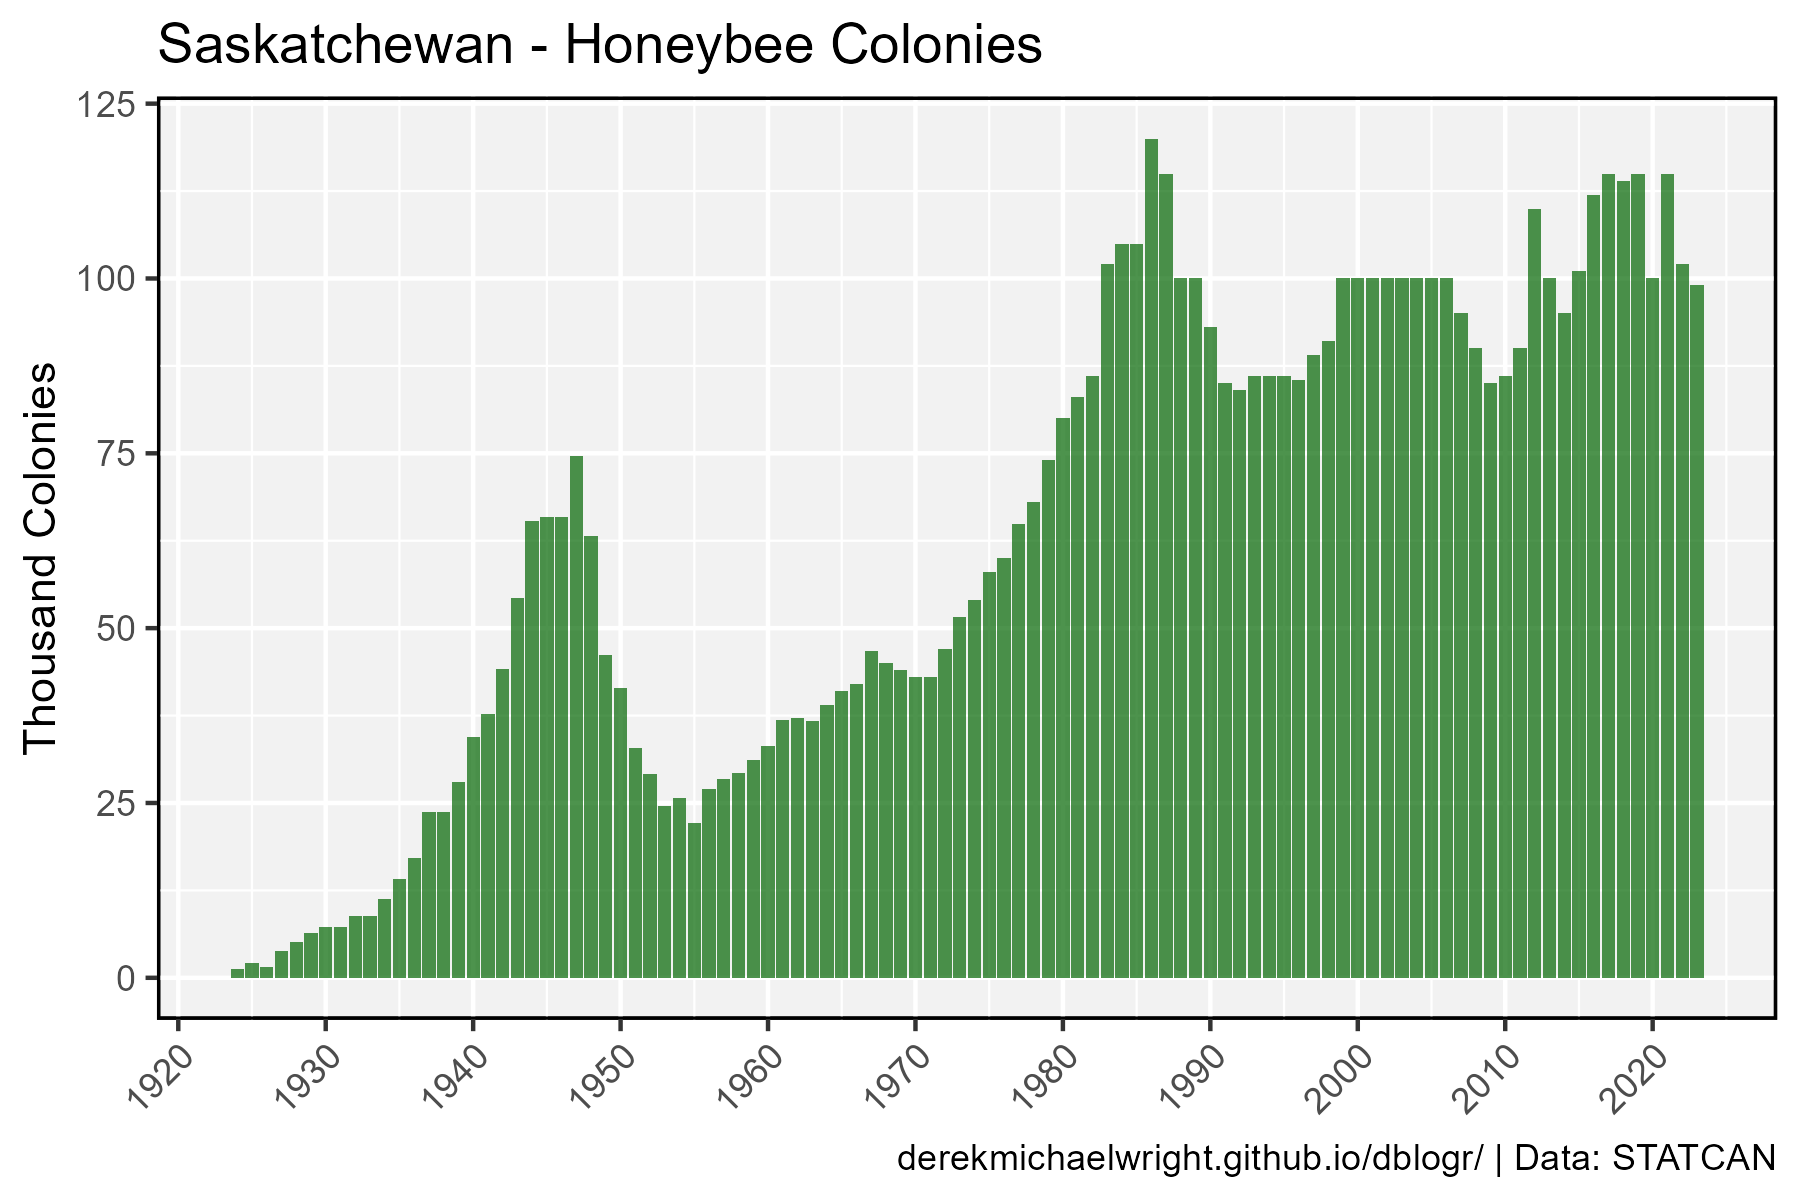 Saskatchewan - Honeybee Colonies
Thousand Colonies
125
100
75
50
25
0
1920 1930 1940 1950 1960 1970 1980 1990 2000 2010 2020
derekmichaelwright.github.io/dblogr/ | Data: STATCAN